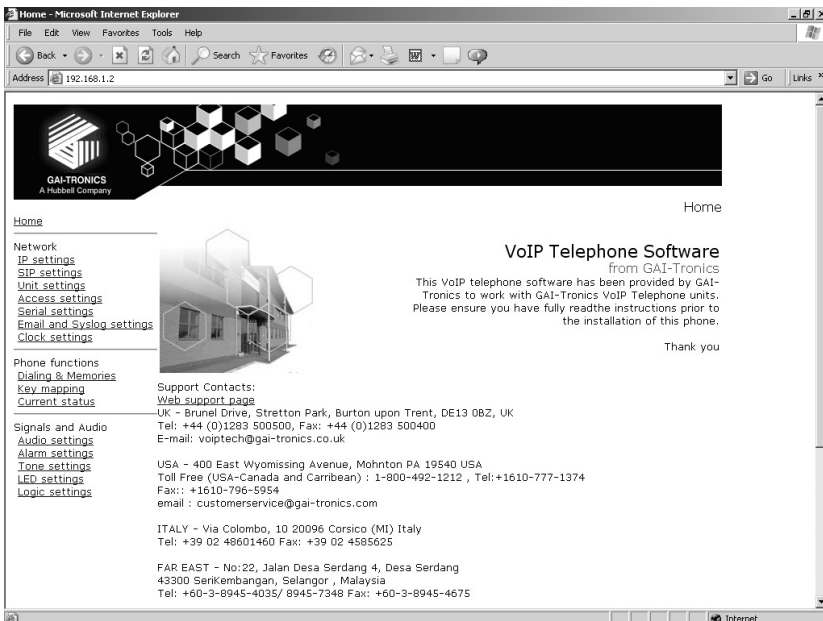 Home - Microsoft Internet Explorer
File Edit View Favorites Tools Help
Back Search Favorites
Address 192.168.1.2 Go Links »
GAI-TRONICS
A Hubbell Company
Home
Home
Network
IP settings
SIP settings
Unit settings
Access settings
Serial settings
Email and Syslog settings
Clock settings
Phone functions
Dialing & Memories
Key mapping
Current status
Signals and Audio
Audio settings
Alarm settings
Tone settings
LED settings
Logic settings
VoIP Telephone Software
from GAI-Tronics
This VoIP telephone software has been provided by GAI-
Tronics to work with GAI-Tronics VoIP Telephone units.
Please ensure you have fully readthe instructions prior to
the installation of this phone.
Thank you
Support Contacts:
Web support page
UK - Brunel Drive, Stretton Park, Burton upon Trent, DE13 0BZ, UK
Tel: +44 (0)1283 500500, Fax: +44 (0)1283 500400
E-mail: voiptech@gai-tronics.co.uk
USA - 400 East Wyomissing Avenue, Mohnton PA 19540 USA
Toll Free (USA-Canada and Carribean) : 1-800-492-1212 , Tel:+1610-777-1374
Fax:: +1610-796-5954
email : customerservice@gai-tronics.com
ITALY - Via Colombo, 10 20096 Corsico (MI) Italy
Tel: +39 02 48601460 Fax: +39 02 4585625
FAR EAST - No:22, Jalan Desa Serdang 4, Desa Serdang
43300 SeriKembangan, Selangor , Malaysia
Tel: +60-3-8945-4035/ 8945-7348 Fax: +60-3-8945-4675
Internet